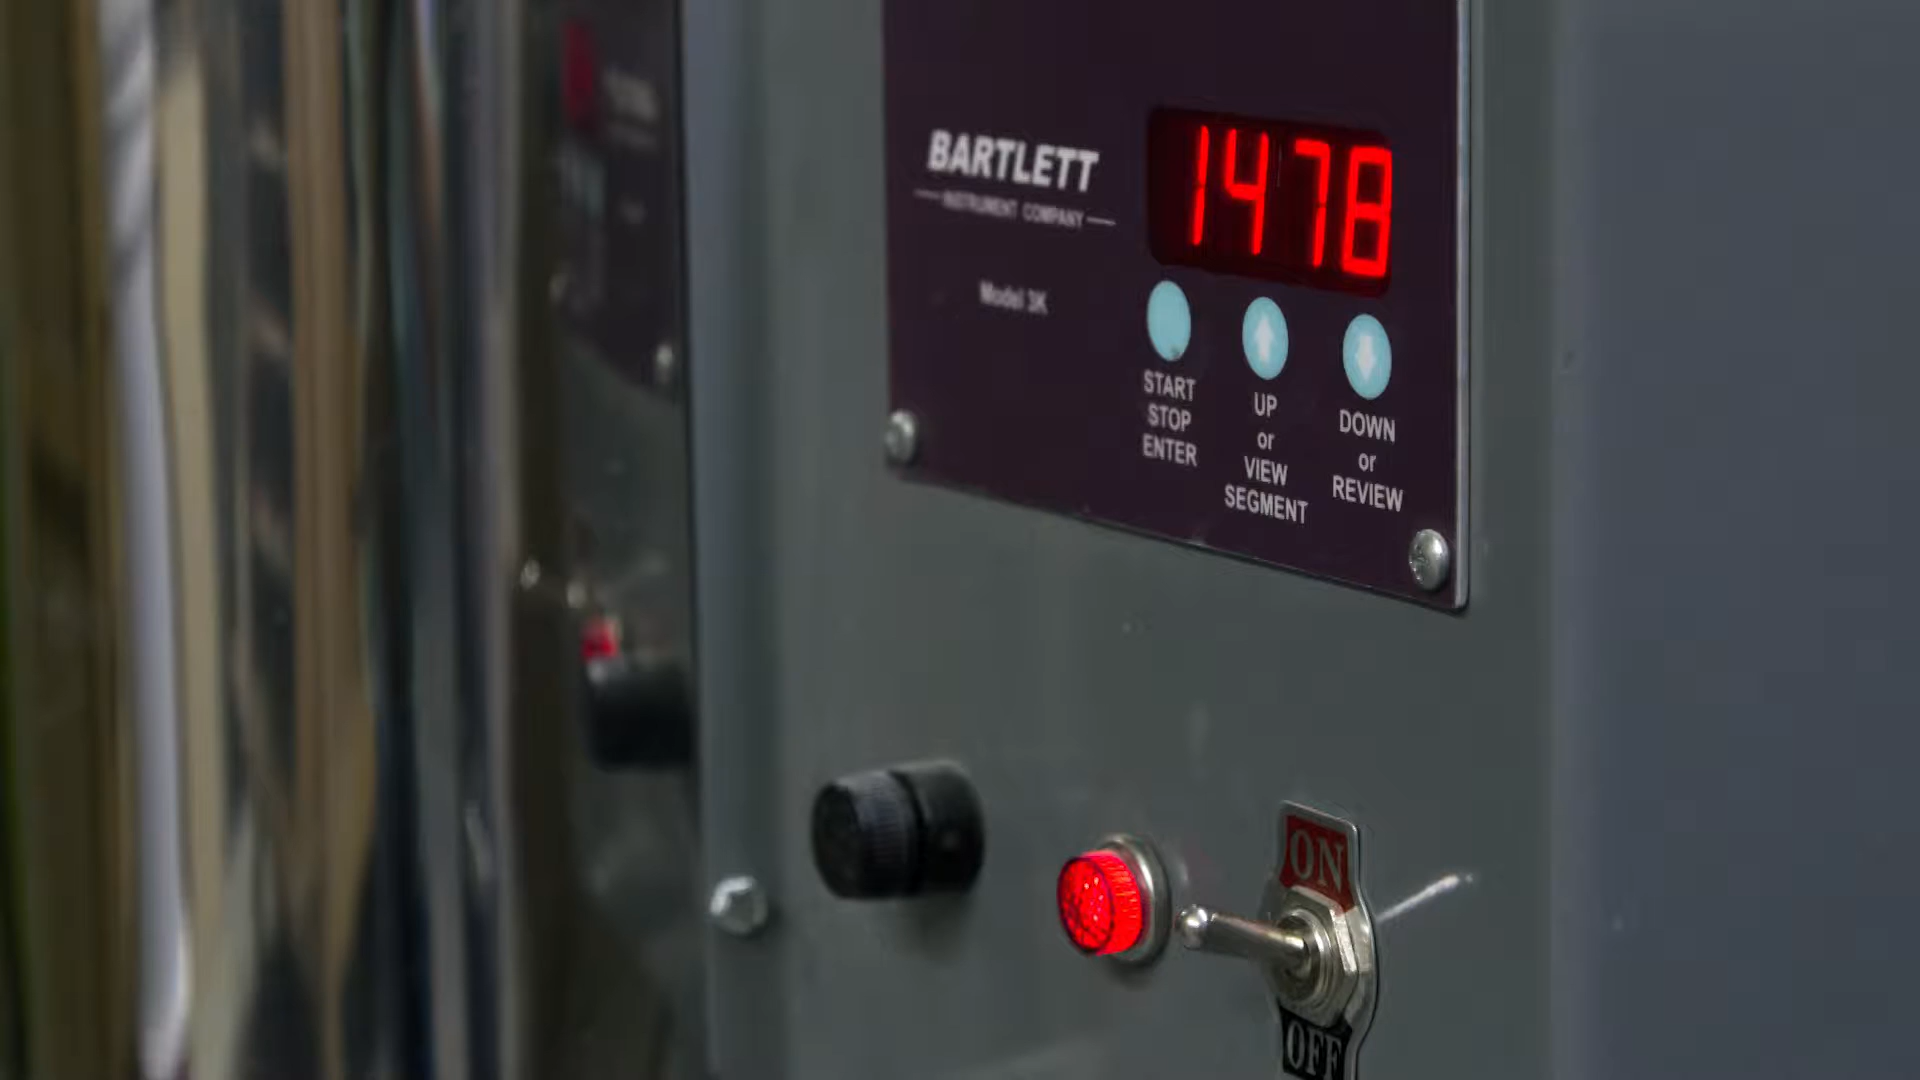 BARTLETT
INSTRUMENT COMPANY
Model 3K
1478
START
STOP
ENTER
UP
or
VIEW
SEGMENT
DOWN
or
REVIEW
ON
OFF